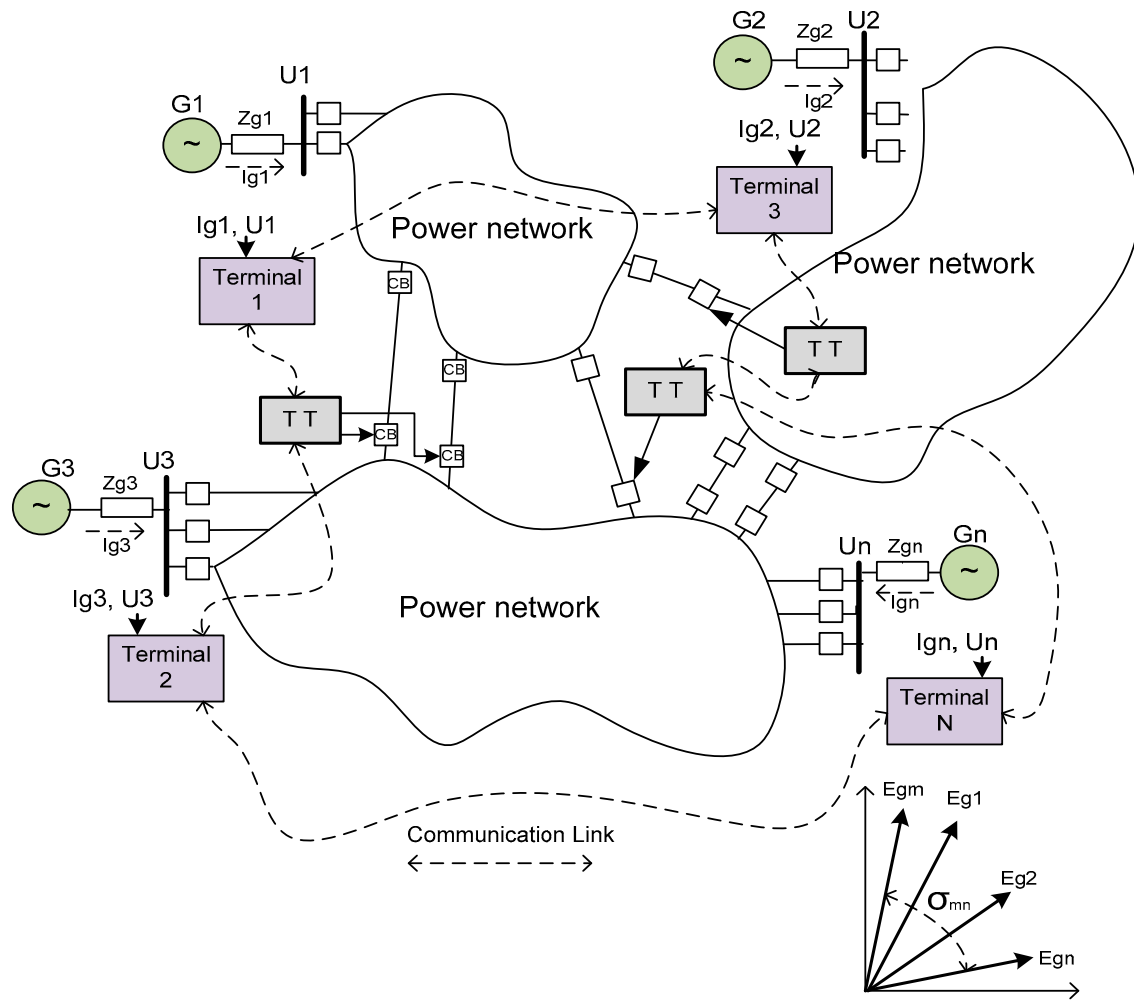 G2
U2
Zg2
Ig2
U1
G1
Zg1
Ig1
Ig2, U2
Terminal
3
Power network
Ig1, U1
Terminal
1
Power network
CB
T T
CB
T T
T T
CB
CB
G3
U3
Zg3
Ig3
Un
Zgn
Gn
Ign
Ig3, U3
Power network
Terminal
2
Ign, Un
Terminal
N
Communication Link
Egm
Eg1
Eg2
σmn
Egn
~
~
~
~